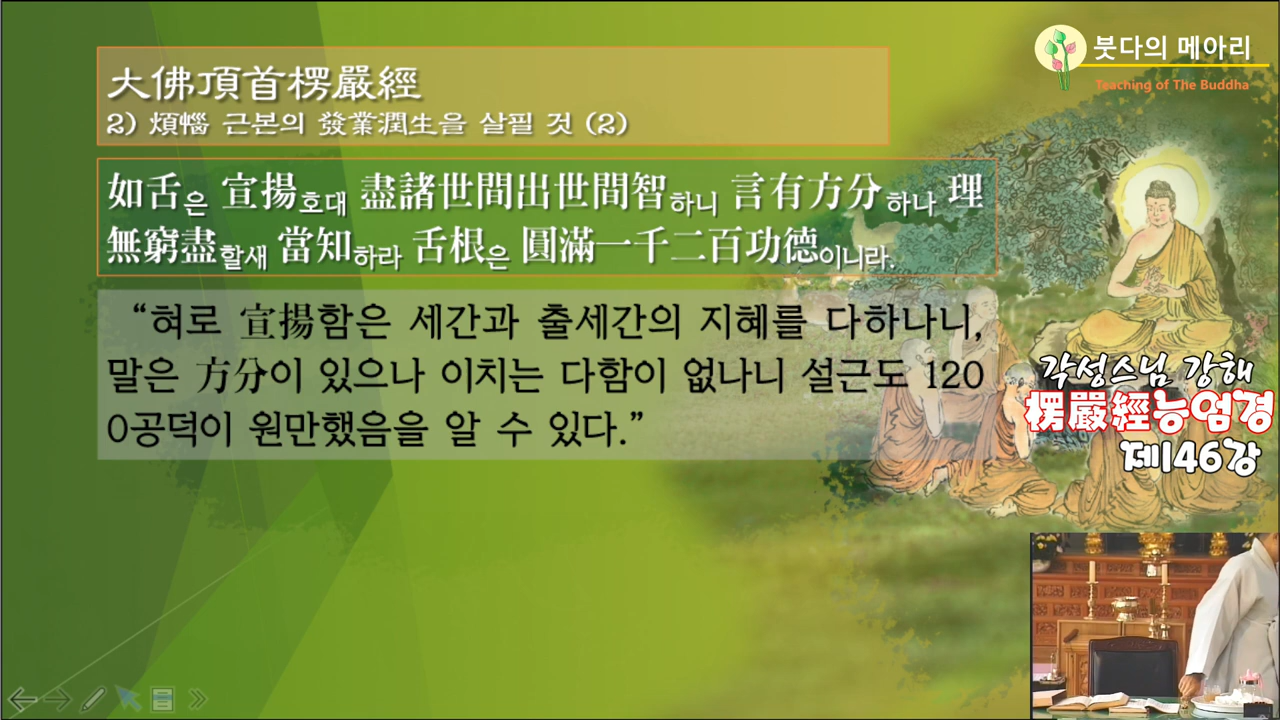 大佛頂首楞嚴經
2) 煩惱 근본의 發業潤生을 살필 것 (2)
如舌은 宣揚호대 盡諸世間出世間智하니 言有方分하나 理
無窮盡할새 當知하라 舌根은 圓滿一千二百功德이니라.
“혀로 宣揚함은 세간과 출세간의 지혜를 다하나니,
말은 方分이 있으나 이치는 다함이 없나니 설근도 120
0공덕이 원만했음을 알 수 있다.”
붓다의 메아리
Teaching of The Buddha
각성스님 강해
楞嚴經능엄경
제146강